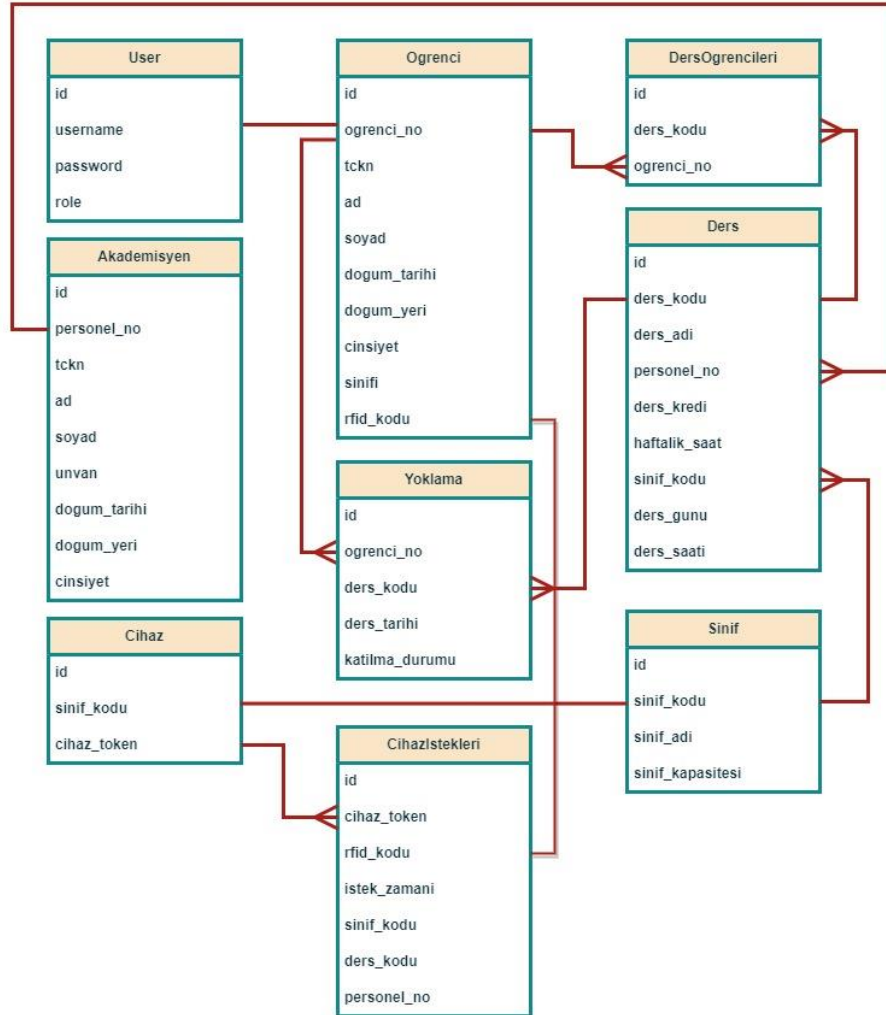 User
id
username
password
role
Akademisyen
id
personel_no
tckn
ad
soyad
unvan
dogum_tarihi
dogum_yeri
cinsiyet
Cihaz
id
sinif_kodu
cihaz_token
Ogrenci
id
ogrenci_no
tckn
ad
soyad
dogum_tarihi
dogum_yeri
cinsiyet
sinifi
rfid_kodu
Yoklama
id
ogrenci_no
ders_kodu
ders_tarihi
katilma_durumu
CihazIstekleri
id
cihaz_token
rfid_kodu
istek_zamani
sinif_kodu
ders_kodu
personel_no
DersOgrencileri
id
ders_kodu
ogrenci_no
Ders
id
ders_kodu
ders_adi
personel_no
ders_kredi
haftalik_saat
sinif_kodu
ders_gunu
ders_saati
Sinif
id
sinif_kodu
sinif_adi
sinif_kapasitesi